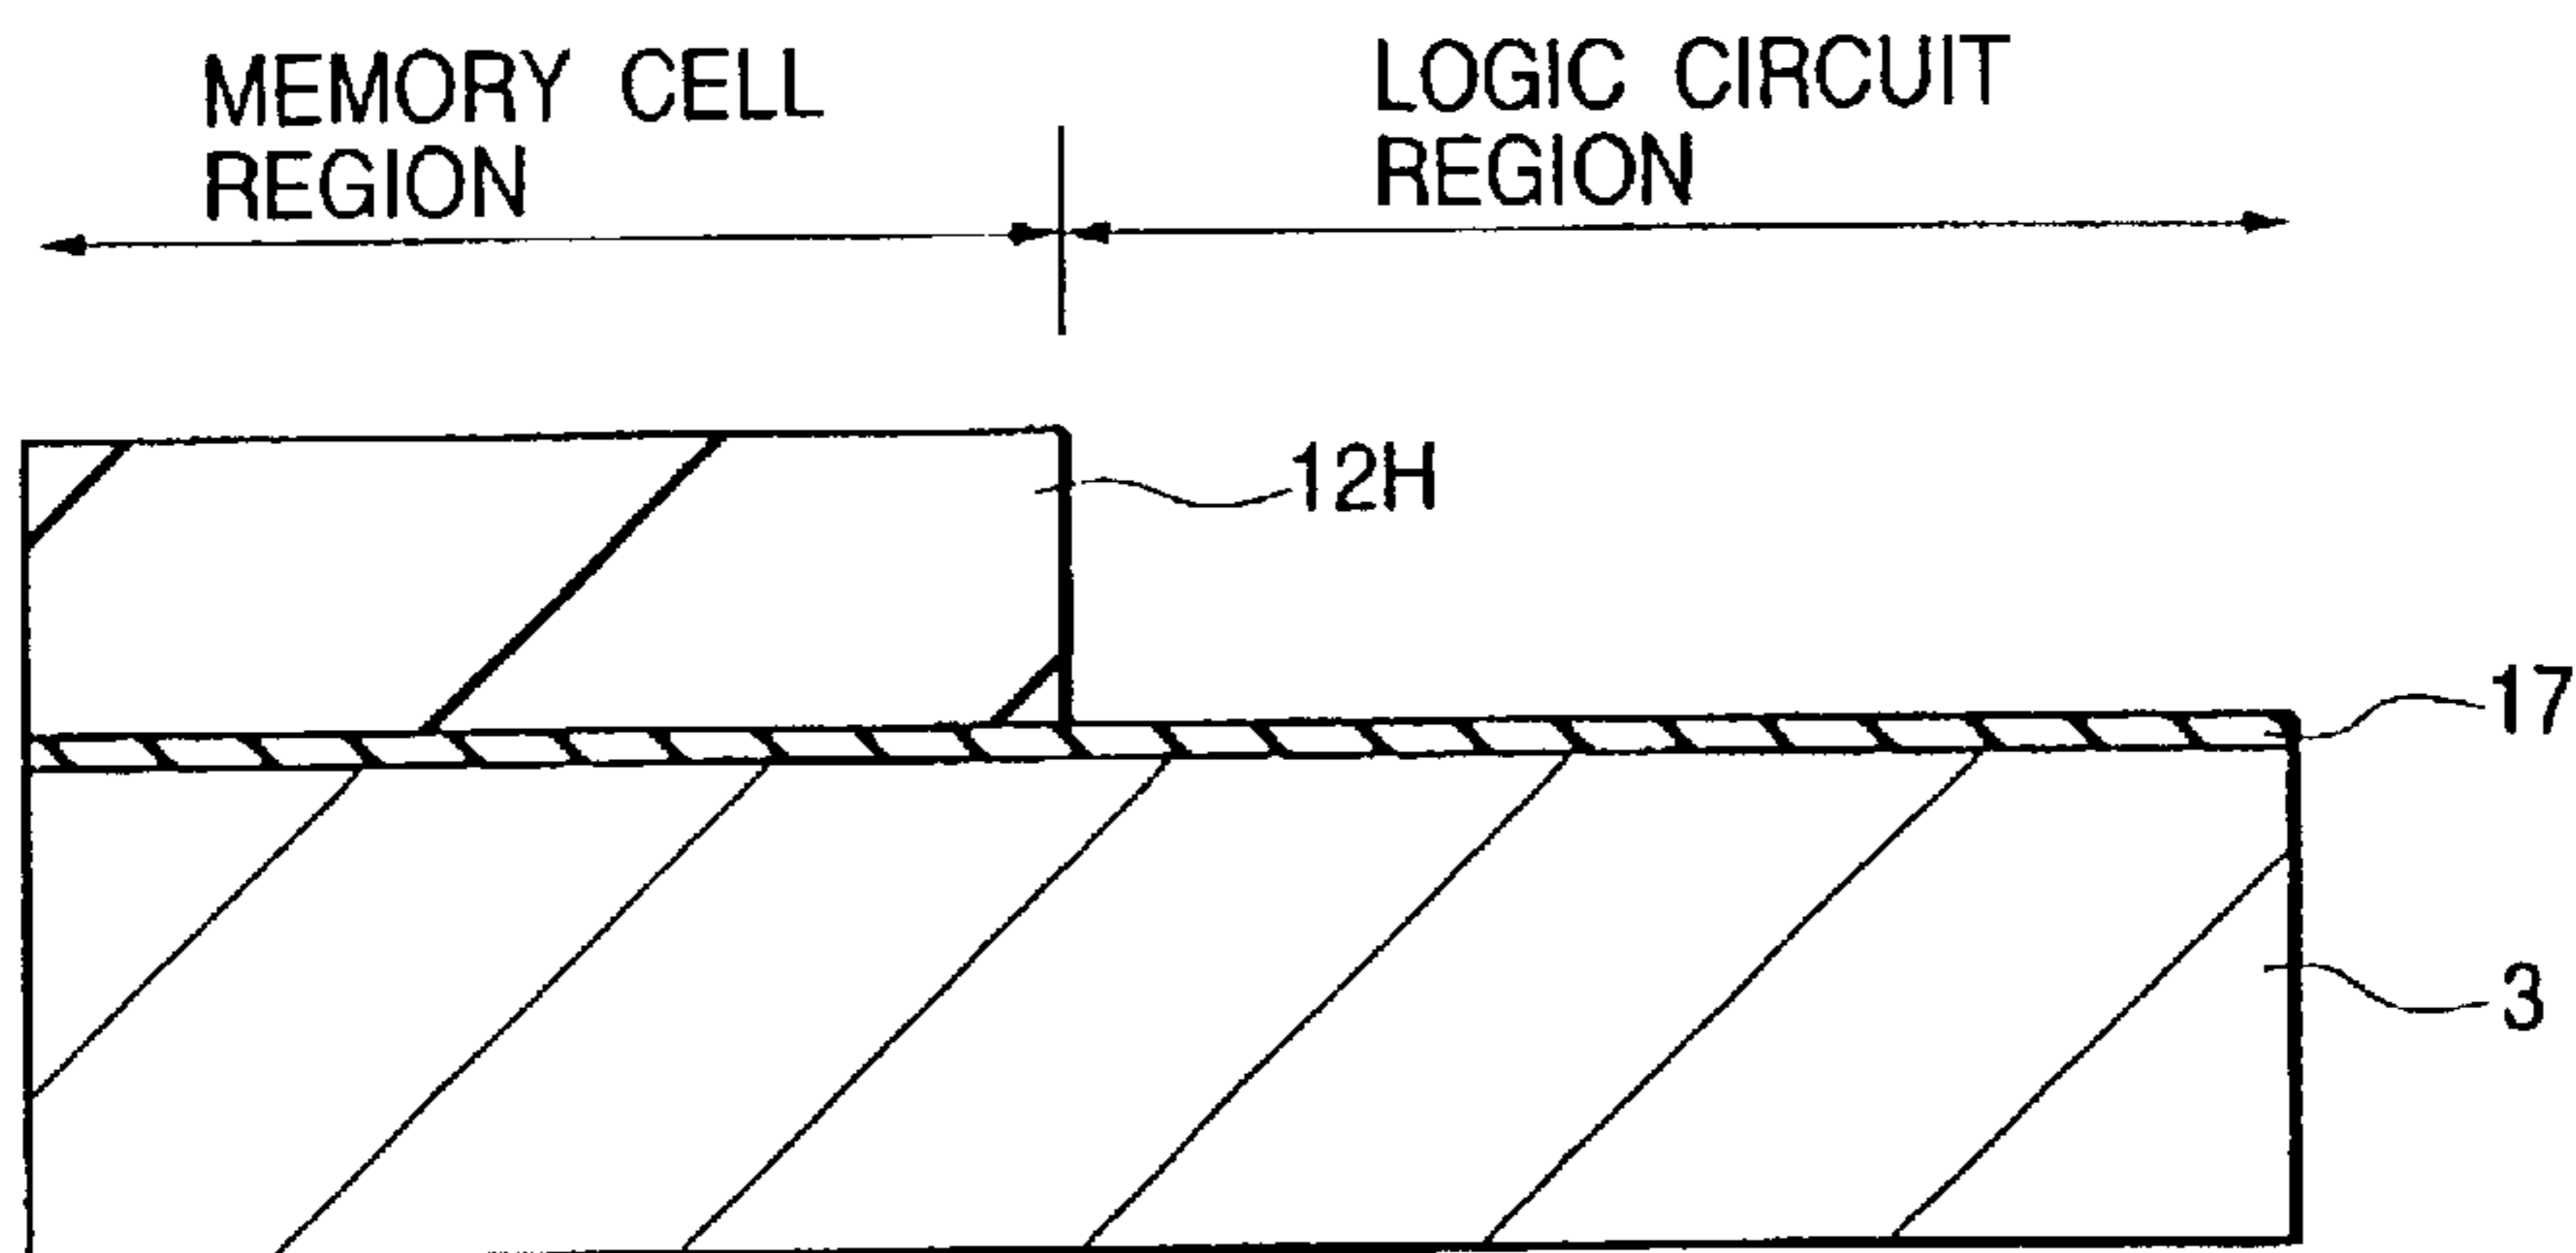 MEMORY CELL
REGION
LOGIC CIRCUIT
REGION
12H
17
3